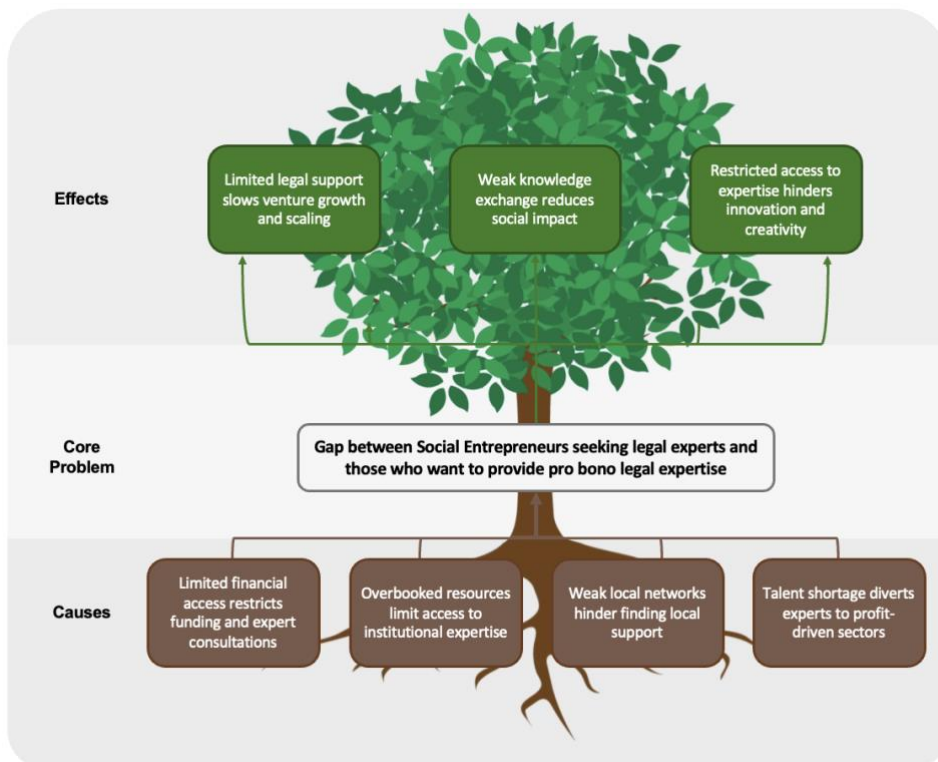 Effects
Limited legal support
slows venture growth
and scaling
Weak knowledge
exchange reduces
social impact
Restricted access to
expertise hinders
innovation and
creativity
Core
Problem
Gap between Social Entrepreneurs seeking legal experts and
those who want to provide pro bono legal expertise
Causes
Limited financial
access restricts
funding and expert
consultations
Overbooked resources
limit access to
institutional expertise
Weak local networks
hinder finding local
support
Talent shortage diverts
experts to profit-
driven sectors